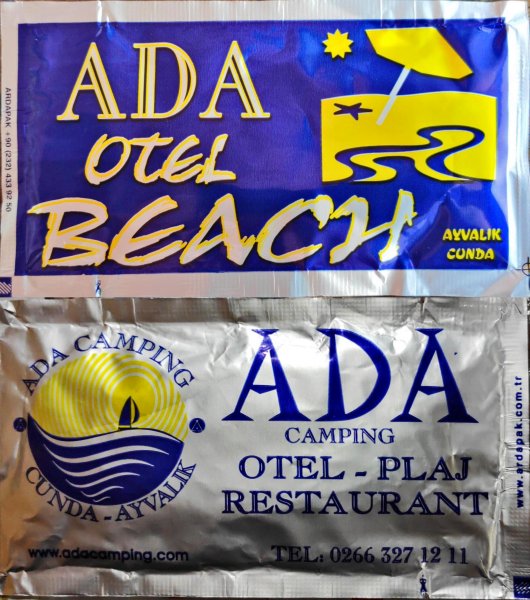 ADA
OTEL
BEACH
AYVALIK
CUNDA
ARDAPAK +90 (232) 433 92 50
ADA CAMPING
CUNDA - AYVALIK
www.adacamping.com
ADA
CAMPING
OTEL - PLAJ
RESTAURANT
TEL: 0266 327 12 11
www.ardapak.com.tr